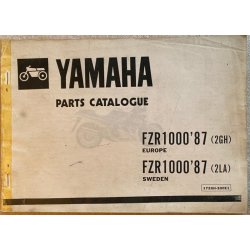 YAMAHA
PARTS CATALOGUE
FZR1000'87 (2GH)
EUROPE
FZR1000'87 (2LA)
SWEDEN